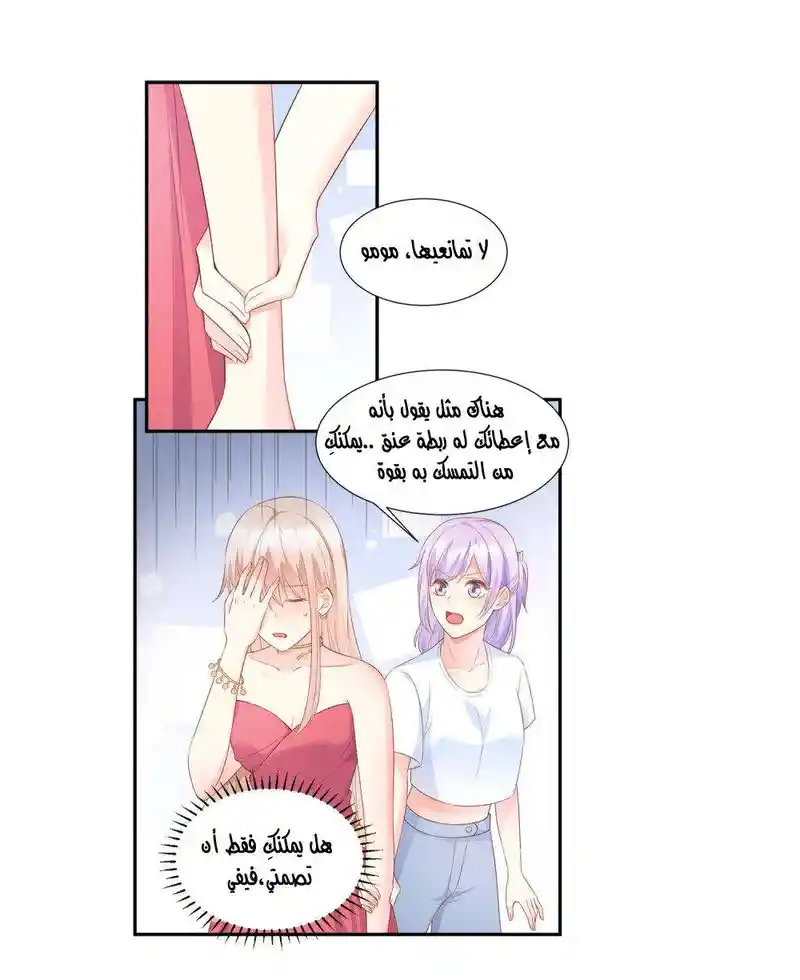 لا تمانعيها، مومو
هناك مثل يقول بأنه
مع إعطائك له ربطة عنق ..يمكنكِ
من التمسك به بقوة
هل يمكنكِ فقط أن
تصمتي،فيفي